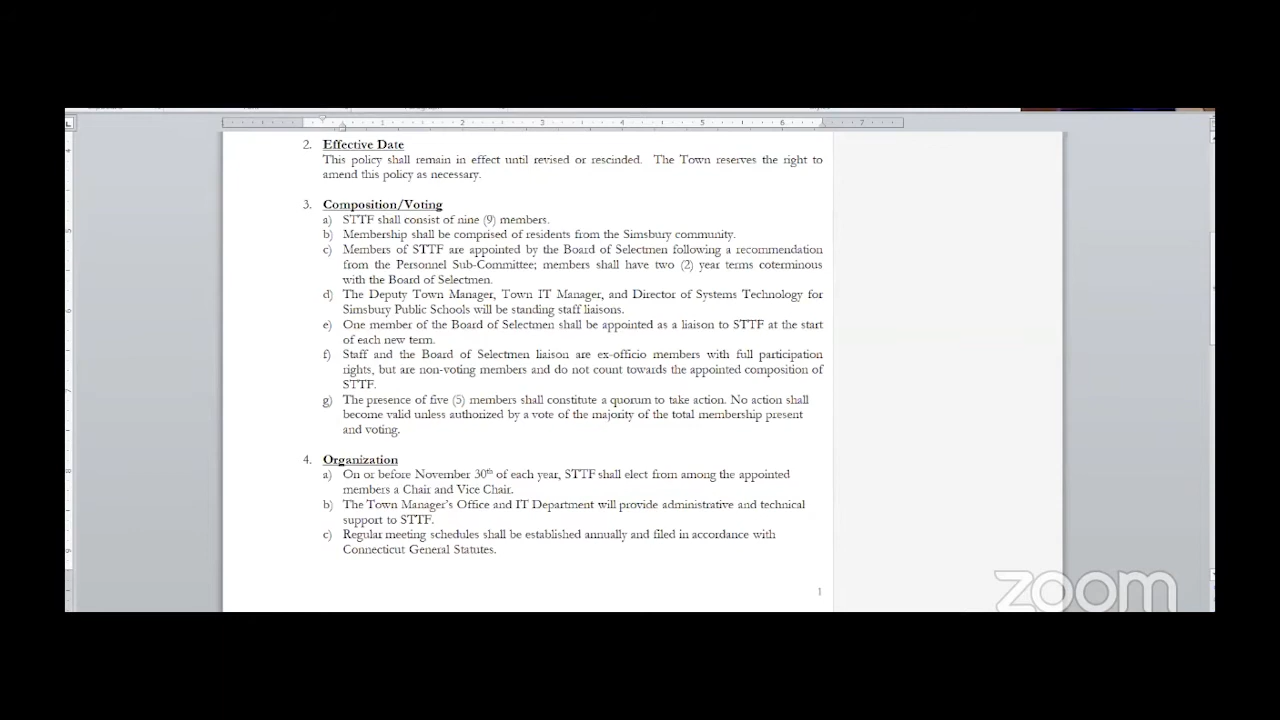 2. Effective Date
This policy shall remain in effect until revised or rescinded. The Town reserves the right to
amend this policy as necessary.
3. Composition/Voting
a) STTF shall consist of nine (9) members.
b) Membership shall be comprised of residents from the Simsbury community.
c) Members of STTF are appointed by the Board of Selectmen following a recommendation
from the Personnel Sub-Committee; members shall have two (2) year terms coterminous
with the Board of Selectmen.
d) The Deputy Town Manager, Town IT Manager, and Director of Systems Technology for
Simsbury Public Schools will be standing staff liaisons.
e) One member of the Board of Selectmen shall be appointed as a liaison to STTF at the start
of each new term.
f) Staff and the Board of Selectmen liaison are ex-officio members with full participation
rights, but are non-voting members and do not count towards the appointed composition of
STTF.
g) The presence of five (5) members shall constitute a quorum to take action. No action shall
become valid unless authorized by a vote of the majority of the total membership present
and voting.
4. Organization
a) On or before November 30th of each year, STTF shall elect from among the appointed
members a Chair and Vice Chair.
b) The Town Manager's Office and IT Department will provide administrative and technical
support to STTF.
c) Regular meeting schedules shall be established annually and filed in accordance with
Connecticut General Statutes.
1
zoom